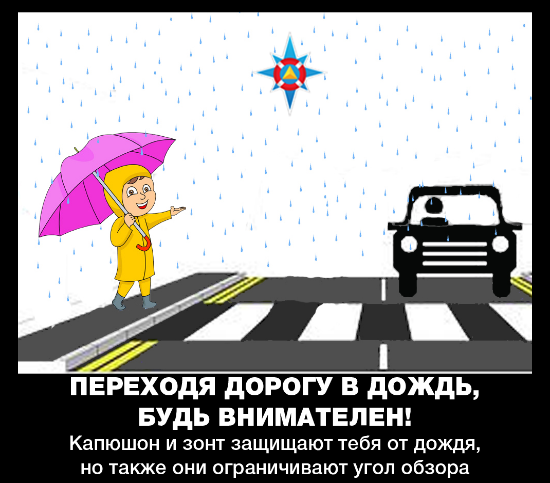 ПЕРЕХОДЯ ДОРОГУ В ДОЖДЬ,
БУДЬ ВНИМАТЕЛЕН!
Капюшон и зонт защищают тебя от дождя,
но также они ограничивают угол обзора